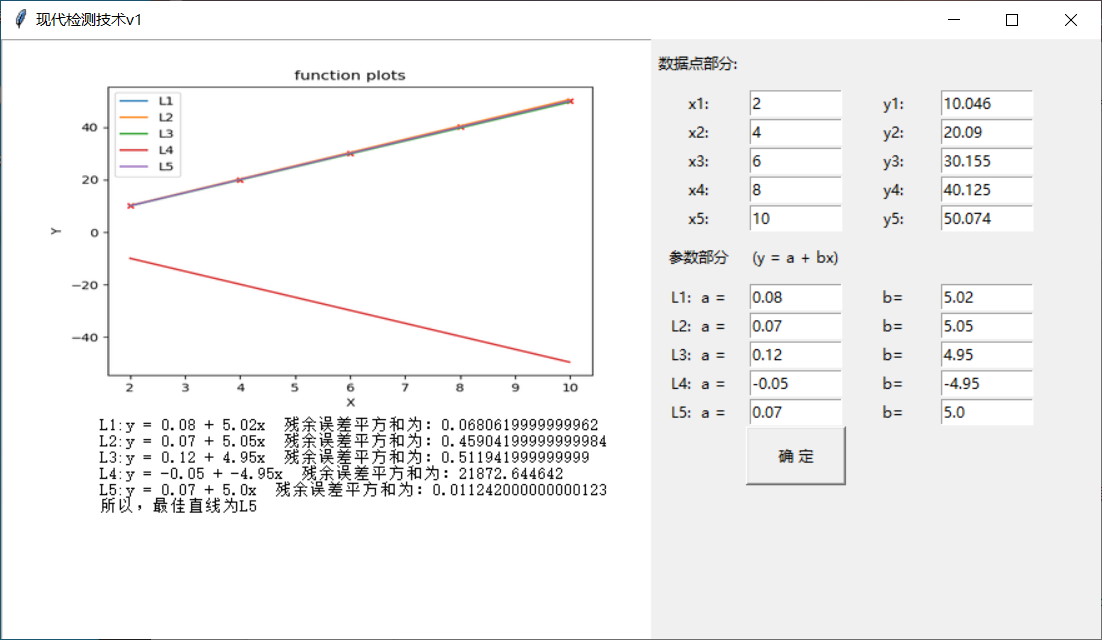 现代检测技术v1
function plots
L1
L2
L3
L4
L5
40
20
0
−20
−40
Y
2 3 4 5 6 7 8 9 10
X
L1:y = 0.08 + 5.02x 残余误差平方和为：0.0680619999999962
L2:y = 0.07 + 5.05x 残余误差平方和为：0.45904199999999984
L3:y = 0.12 + 4.95x 残余误差平方和为：0.511941999999999
L4:y = -0.05 + -4.95x 残余误差平方和为：21872.644642
L5:y = 0.07 + 5.0x 残余误差平方和为：0.011242000000000123
所以，最佳直线为L5
数据点部分:
x1: 2 y1: 10.046
x2: 4 y2: 20.09
x3: 6 y3: 30.155
x4: 8 y4: 40.125
x5: 10 y5: 50.074
参数部分 (y = a + bx)
L1: a = 0.08 b= 5.02
L2: a = 0.07 b= 5.05
L3: a = 0.12 b= 4.95
L4: a = -0.05 b= -4.95
L5: a = 0.07 b= 5.0
确 定